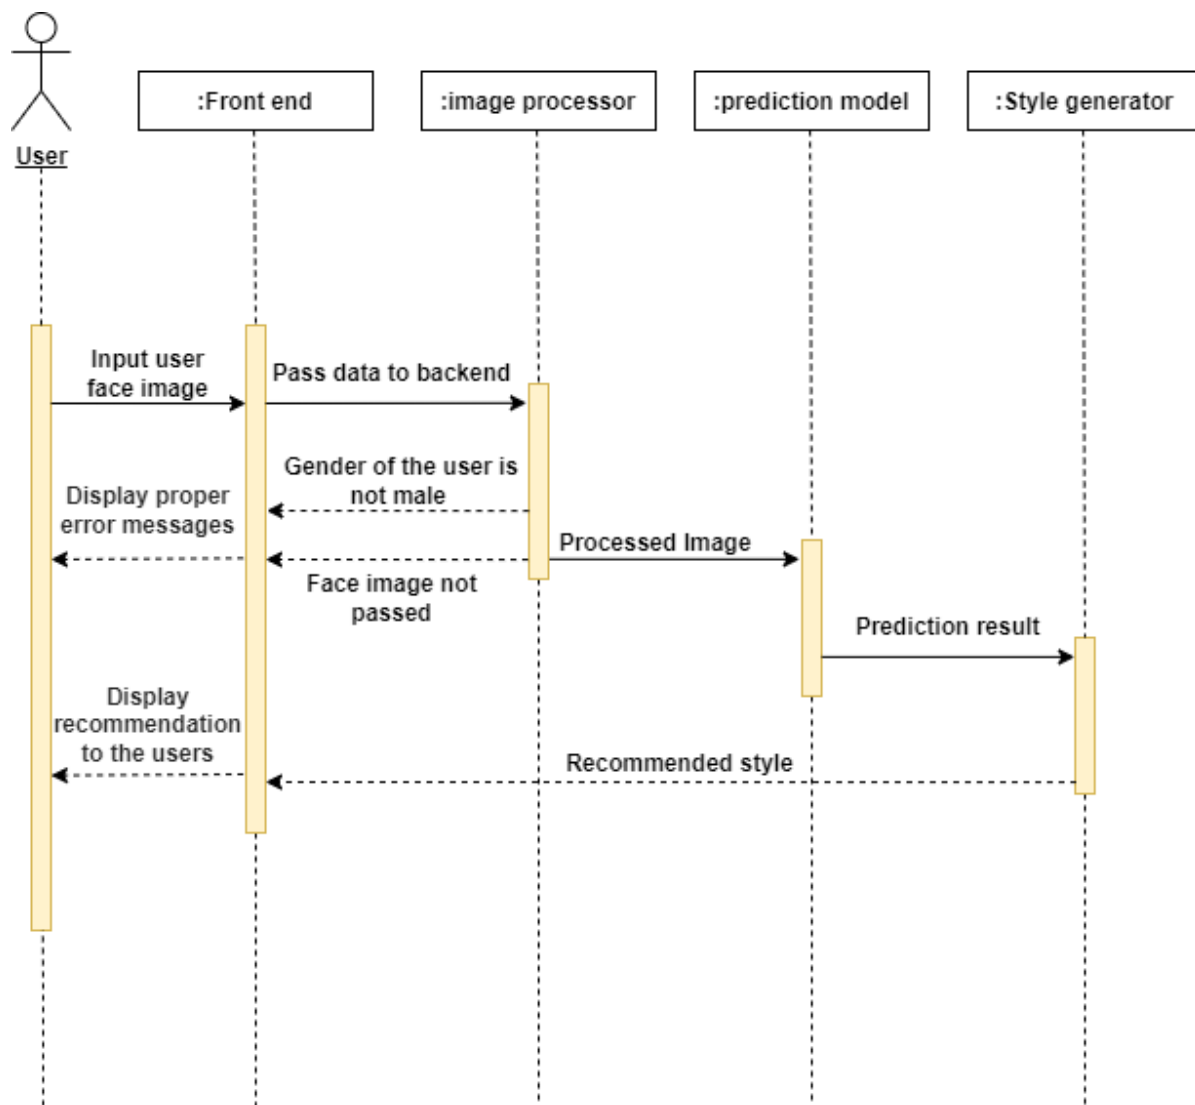 User
:Front end
:image processor
:prediction model
:Style generator
Input user
face image
Pass data to backend
Gender of the user is
not male
Display proper
error messages
Processed Image
Face image not
passed
Prediction result
Display
recommendation
to the users
Recommended style